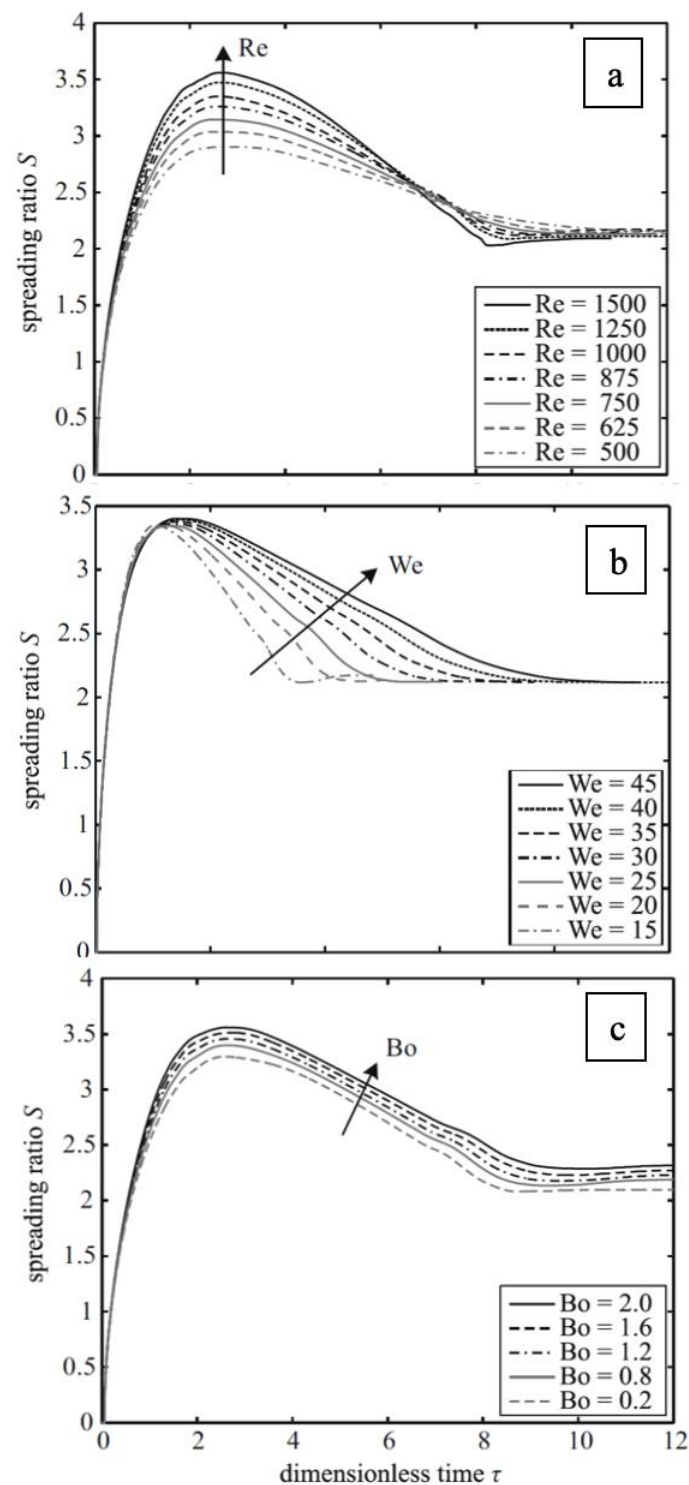 4
3.5
3
2.5
2
1.5
1
0.5
0
spreading ratio S
Re
a
Re = 1500
Re = 1250
Re = 1000
Re = 875
Re = 750
Re = 625
Re = 500
3.5
3
2.5
2
1.5
1
0.5
0
spreading ratio S
We
b
We = 45
We = 40
We = 35
We = 30
We = 25
We = 20
We = 15
4
3.5
3
2.5
2
1.5
1
0.5
0
spreading ratio S
Bo
c
Bo = 2.0
Bo = 1.6
Bo = 1.2
Bo = 0.8
Bo = 0.2
0 2 4 6 8 10 12
dimensionless time τ